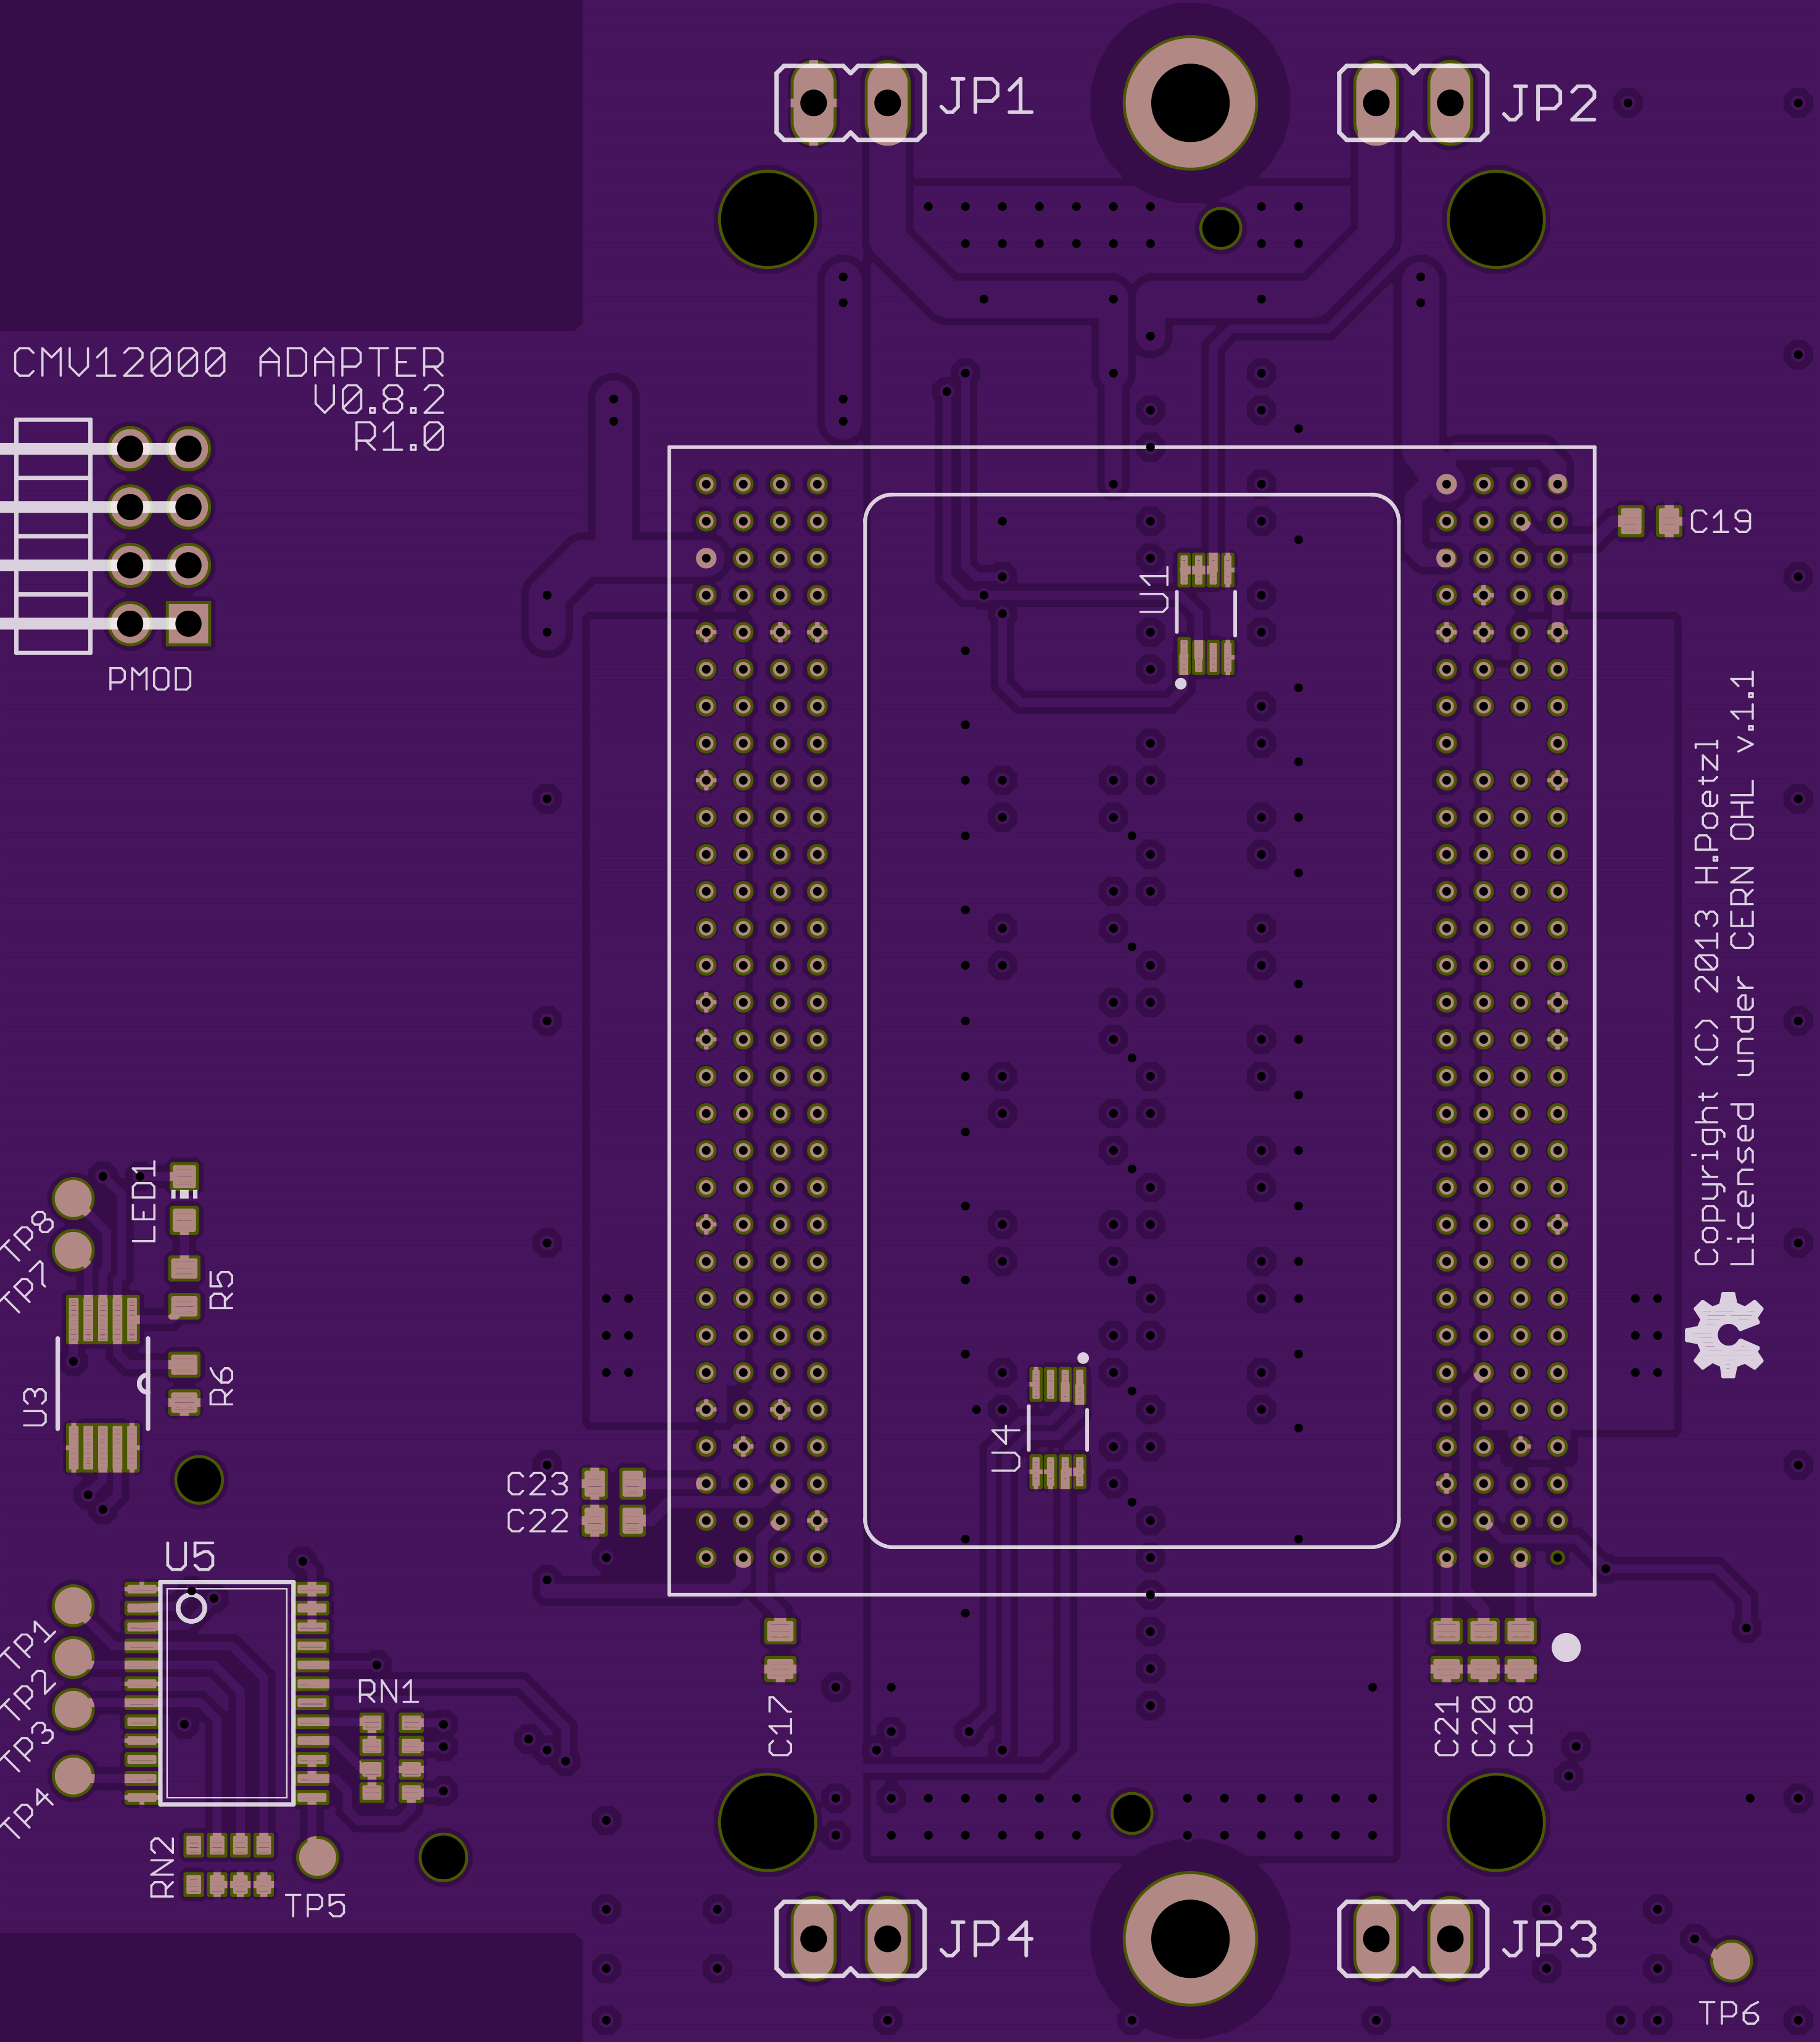 JP1
JP2
CMV12000 ADAPTER
V0.8.2
R1.0
C19
U1
PMOD
Copyright (C) 2013 H.Poetzl
Licensed under CERN OHL v.1.1
LED1
TP8
TP7
R5
R6
U3
U4
C23
C22
U5
TP1
TP2
TP3
TP4
RN1
C17
C21
C20
C18
RN2
TP5
JP4
JP3
TP6